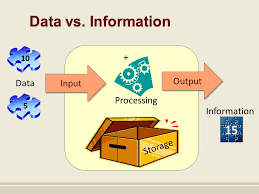 Data vs. Information
10
+
Data
Input
Output
Processing
5
Information
15
Storage